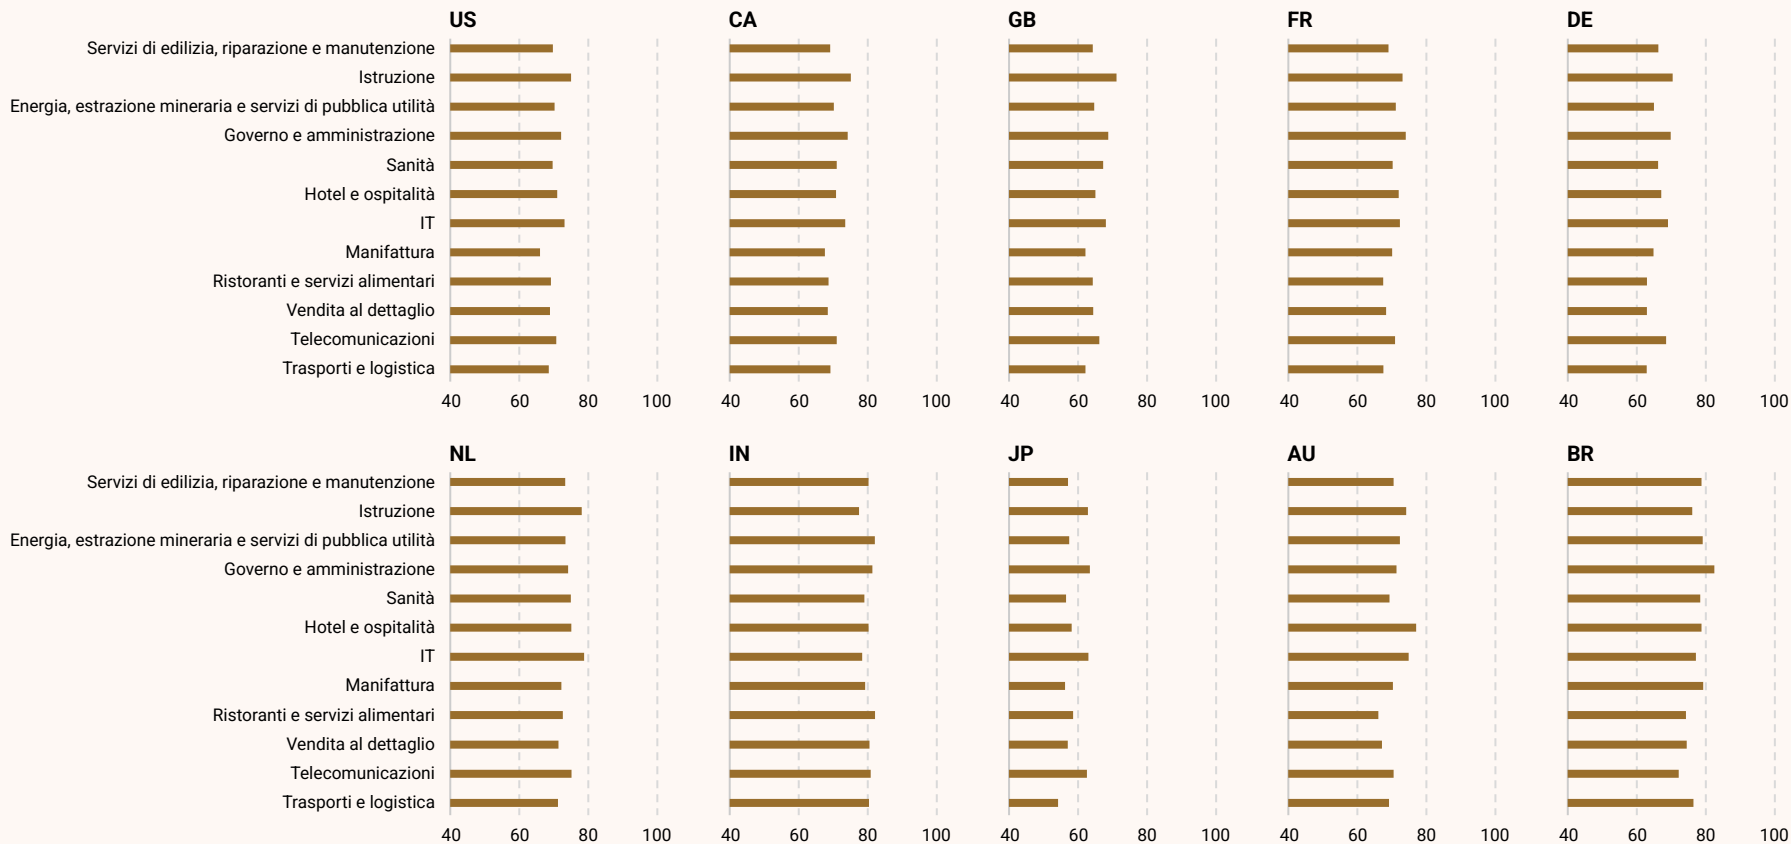 US CA GB FR DE
Servizi di edilizia, riparazione e manutenzione
Istruzione
Energia, estrazione mineraria e servizi di pubblica utilità
Governo e amministrazione
Sanità
Hotel e ospitalità
IT
Manifattura
Ristoranti e servizi alimentari
Vendita al dettaglio
Telecomunicazioni
Trasporti e logistica
40 60 80 100 40 60 80 100 40 60 80 100 40 60 80 100 40 60 80 100
NL IN JP AU BR
Servizi di edilizia, riparazione e manutenzione
Istruzione
Energia, estrazione mineraria e servizi di pubblica utilità
Governo e amministrazione
Sanità
Hotel e ospitalità
IT
Manifattura
Ristoranti e servizi alimentari
Vendita al dettaglio
Telecomunicazioni
Trasporti e logistica
40 60 80 100 40 60 80 100 40 60 80 100 40 60 80 100 40 60 80 100